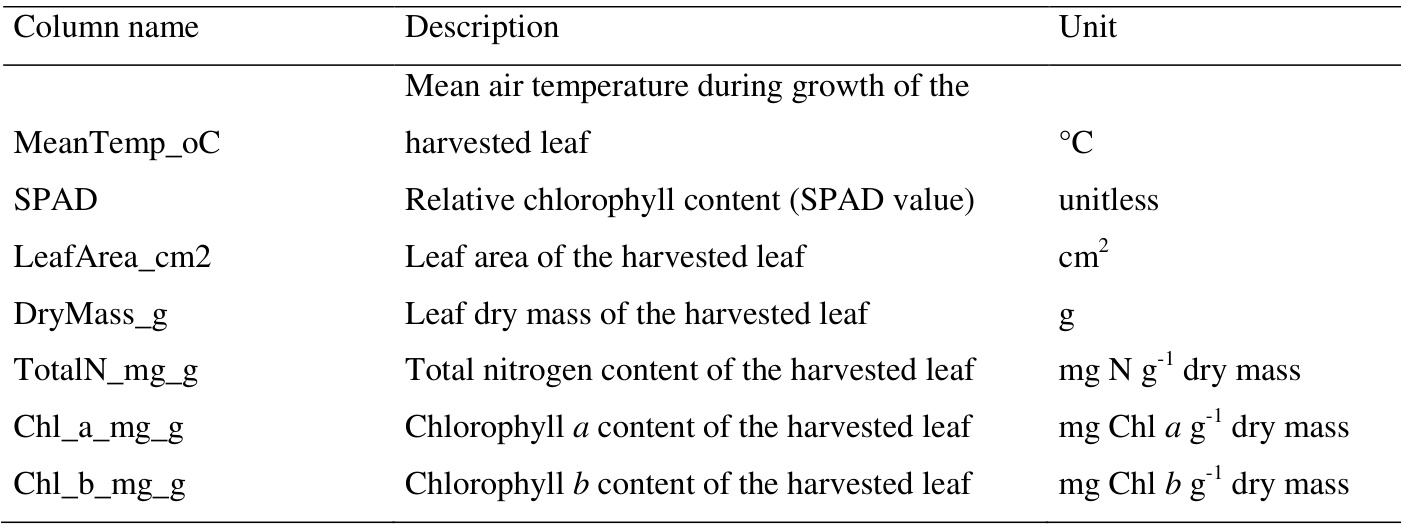 Column name Description Unit
Mean air temperature during growth of the
MeanTemp_oC harvested leaf °C
SPAD Relative chlorophyll content (SPAD value) unitless
LeafArea_cm2 Leaf area of the harvested leaf cm²
DryMass_g Leaf dry mass of the harvested leaf g
TotalN_mg_g Total nitrogen content of the harvested leaf mg N g⁻¹ dry mass
Chl_a_mg_g Chlorophyll a content of the harvested leaf mg Chl a g⁻¹ dry mass
Chl_b_mg_g Chlorophyll b content of the harvested leaf mg Chl b g⁻¹ dry mass